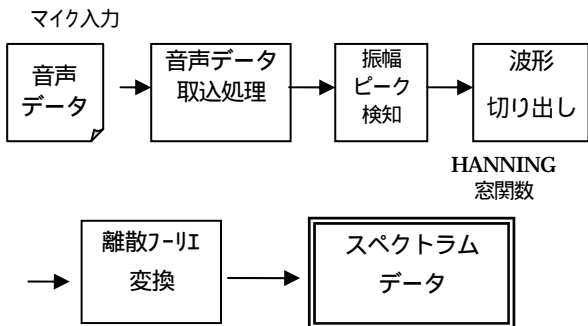 マイク入力
音声
データ
音声データ
取込処理
振幅
ピーク
検知
波形
切り出し
HANNING
窓関数
離散フーリエ
変換
スペクトラム
データ